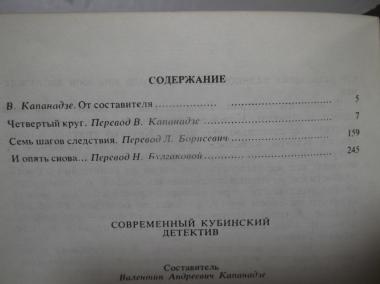 СОДЕРЖАНИЕ
В. Капанадзе. От составителя .................. 5
Четвертый круг. Перевод В. Капанадзе .................. 7
Семь шагов следствия. Перевод Л. Борисевич .................. 159
И опять снова... Перевод Н. Булгаковой .................. 245
СОВРЕМЕННЫЙ КУБИНСКИЙ
ДЕТЕКТИВ
Составитель
Валентин Андреевич Капанадзе